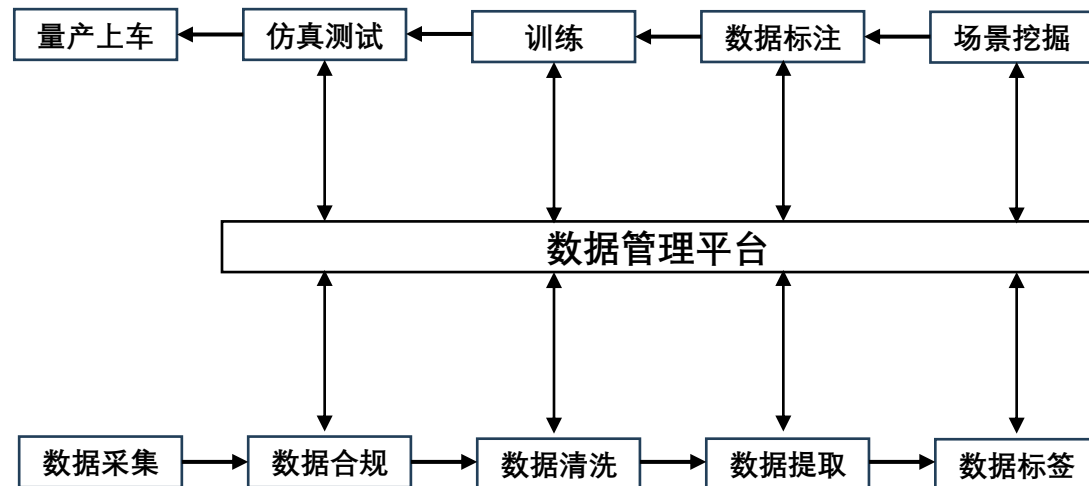 量产上车
仿真测试
训练
数据标注
场景挖掘
数据管理平台
数据采集
数据合规
数据清洗
数据提取
数据标签